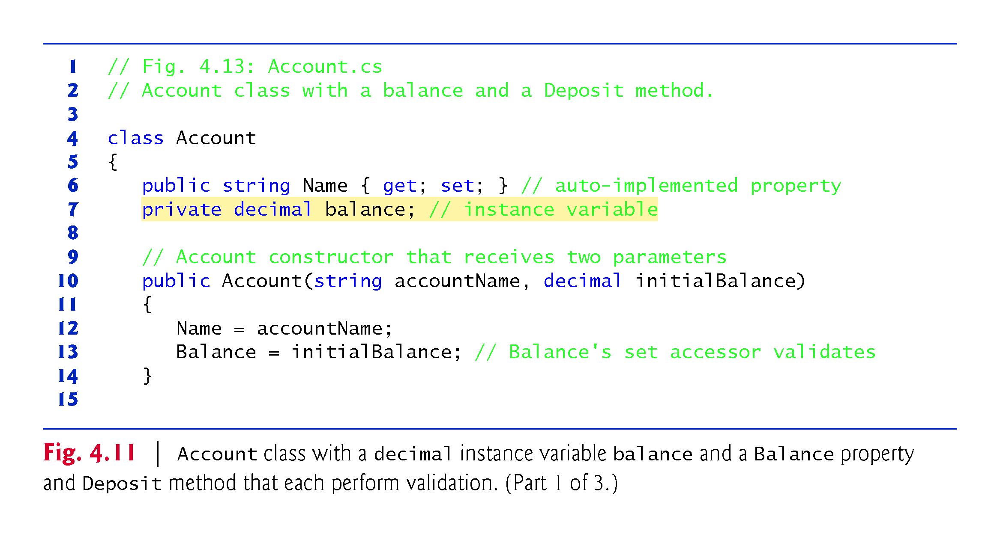 1 // Fig. 4.13: Account.cs
2 // Account class with a balance and a Deposit method.
3
4 class Account
5 {
6 public string Name { get; set; } // auto-implemented property
7 private decimal balance; // instance variable
8
9 // Account constructor that receives two parameters
10 public Account(string accountName, decimal initialBalance)
11 {
12 Name = accountName;
13 Balance = initialBalance; // Balance's set accessor validates
14 }
15
Fig. 4.11 | Account class with a decimal instance variable balance and a Balance property
and Deposit method that each perform validation. (Part 1 of 3.)